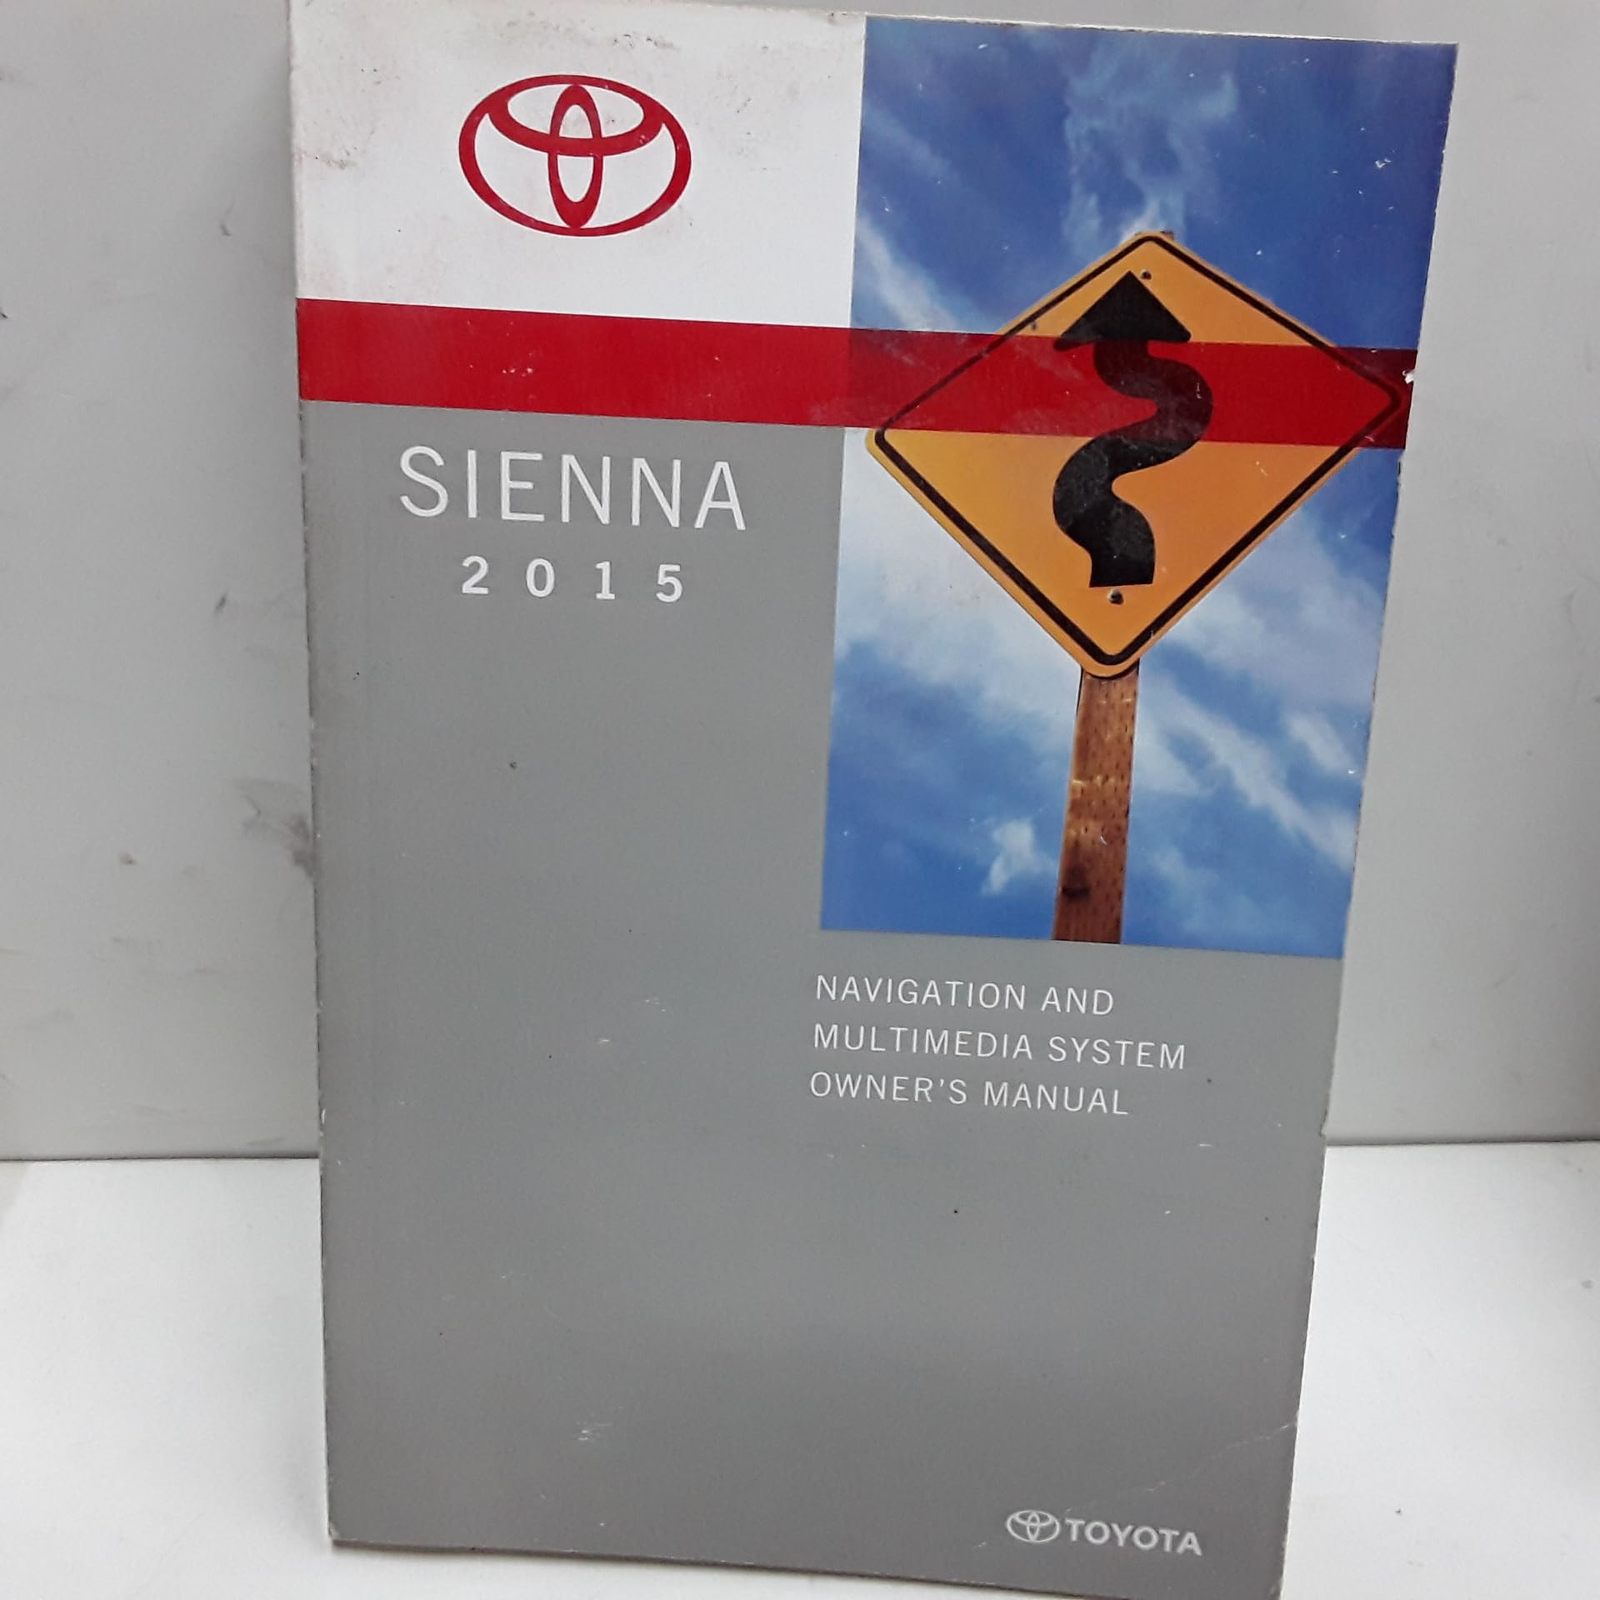 SIENNA
2015
NAVIGATION AND
MULTIMEDIA SYSTEM
OWNER'S MANUAL
TOYOTA